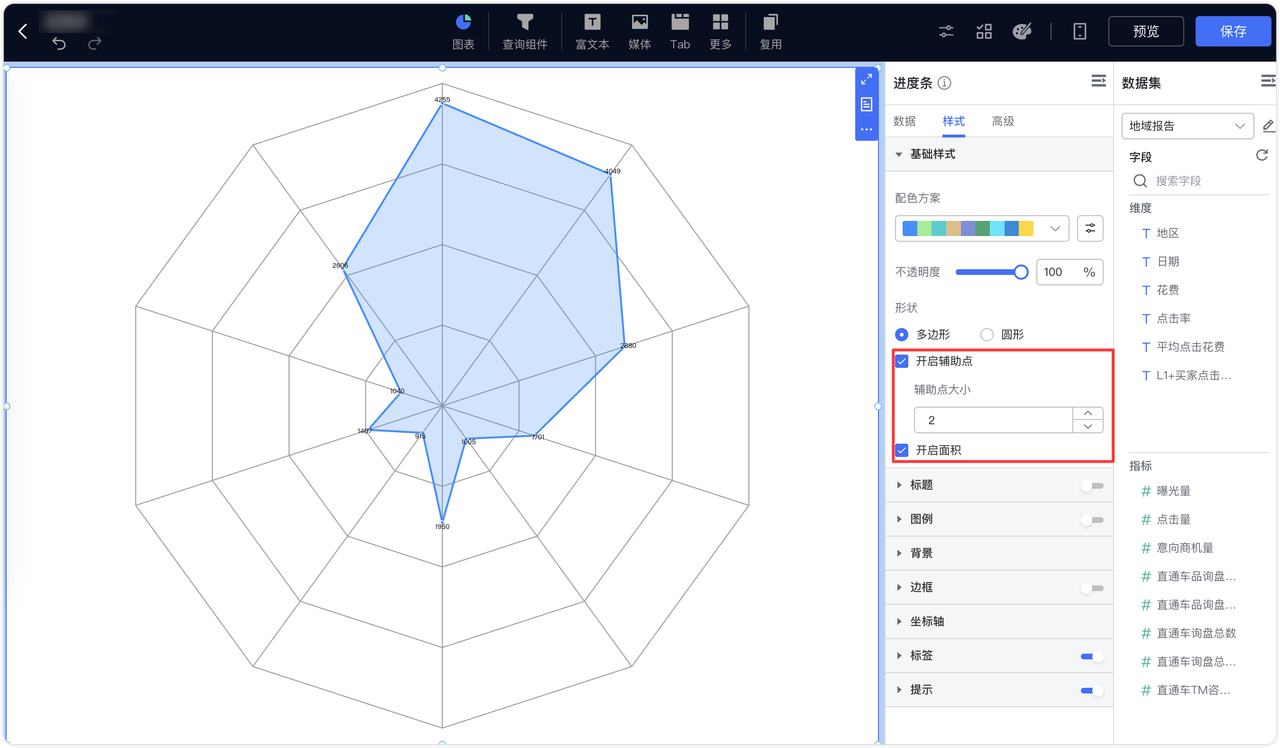 图表
查询组件
富文本
媒体
Tab
更多
复用
预览
保存
4255
4049
2606
2880
1040
1467
915
1005
1701
1950
进度条
数据
样式
高级
基础样式
配色方案
不透明度
100 %
形状
多边形
圆形
开启辅助点
辅助点大小
2
开启面积
标题
图例
背景
边框
坐标轴
标签
提示
数据集
地域报告
字段
搜索字段
维度
T 地区
T 日期
T 花费
T 点击率
T 平均点击花费
T L1+买家点击...
指标
# 曝光量
# 点击量
# 意向商机量
# 直通车品询盘...
# 直通车品询盘...
# 直通车询盘总数
# 直通车询盘总...
# 直通车TM咨...